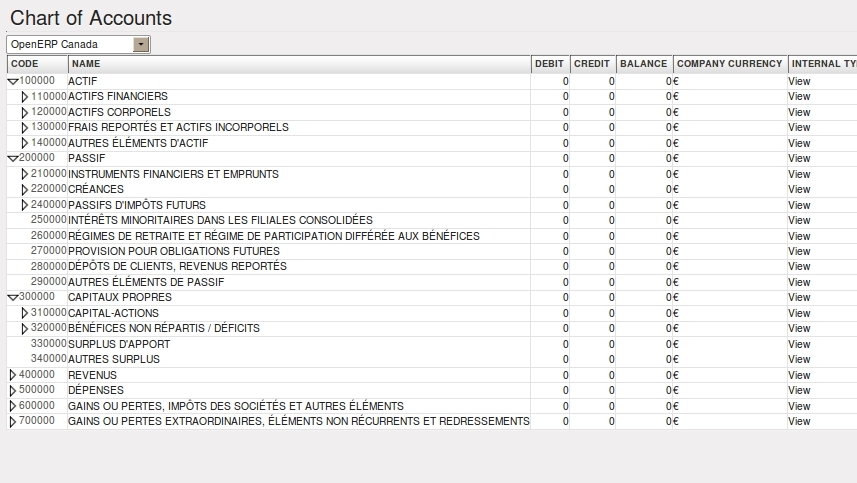 Chart of Accounts
OpenERP Canada
CODE NAME DEBIT CREDIT BALANCE COMPANY CURRENCY INTERNAL TY
100000 ACTIF 0 0 0 € View
110000 ACTIFS FINANCIERS 0 0 0 € View
120000 ACTIFS CORPORELS 0 0 0 € View
130000 FRAIS REPORTÉS ET ACTIFS INCORPORELS 0 0 0 € View
140000 AUTRES ÉLÉMENTS D'ACTIF 0 0 0 € View
200000 PASSIF 0 0 0 € View
210000 INSTRUMENTS FINANCIERS ET EMPRUNTS 0 0 0 € View
220000 CRÉANCES 0 0 0 € View
240000 PASSIFS D'IMPÔTS FUTURS 0 0 0 € View
250000 INTÉRÊTS MINORITAIRES DANS LES FILIALES CONSOLIDÉES 0 0 0 € View
260000 RÉGIMES DE RETRAITE ET RÉGIME DE PARTICIPATION DIFFÉRÉE AUX BÉNÉFICES 0 0 0 € View
270000 PROVISION POUR OBLIGATIONS FUTURES 0 0 0 € View
280000 DÉPÔTS DE CLIENTS, REVENUS REPORTÉS 0 0 0 € View
290000 AUTRES ÉLÉMENTS DE PASSIF 0 0 0 € View
300000 CAPITAUX PROPRES 0 0 0 € View
310000 CAPITAL-ACTIONS 0 0 0 € View
320000 BÉNÉFICES NON RÉPARTIS / DÉFICITS 0 0 0 € View
330000 SURPLUS D'APPORT 0 0 0 € View
340000 AUTRES SURPLUS 0 0 0 € View
400000 REVENUS 0 0 0 € View
500000 DÉPENSES 0 0 0 € View
600000 GAINS OU PERTES, IMPÔTS DES SOCIÉTÉS ET AUTRES ÉLÉMENTS 0 0 0 € View
700000 GAINS OU PERTES EXTRAORDINAIRES, ÉLÉMENTS NON RÉCURRENTS ET REDRESSEMENTS 0 0 0 € View